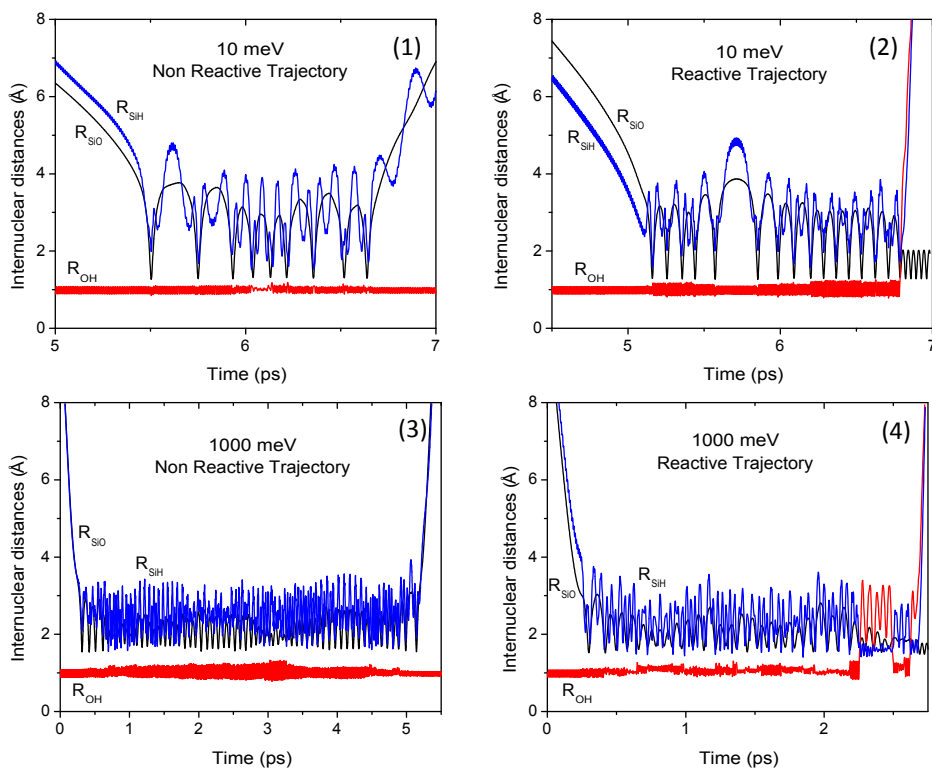 8
6
4
2
0
Internuclear distances (Å)
10 meV
Non Reactive Trajectory
(1)
R_SiH
R_SiO
R_OH
5
6
7
Time (ps)
8
6
4
2
0
Internuclear distances (Å)
10 meV
Reactive Trajectory
(2)
R_SiO
R_SiH
R_OH
5
6
7
Time (ps)
8
6
4
2
0
Internuclear distances (Å)
1000 meV
Non Reactive Trajectory
(3)
R_SiO
R_SiH
R_OH
0
1
2
3
4
5
Time (ps)
8
6
4
2
0
Internuclear distances (Å)
1000 meV
Reactive Trajectory
(4)
R_SiO
R_SiH
R_OH
0
1
2
Time (ps)